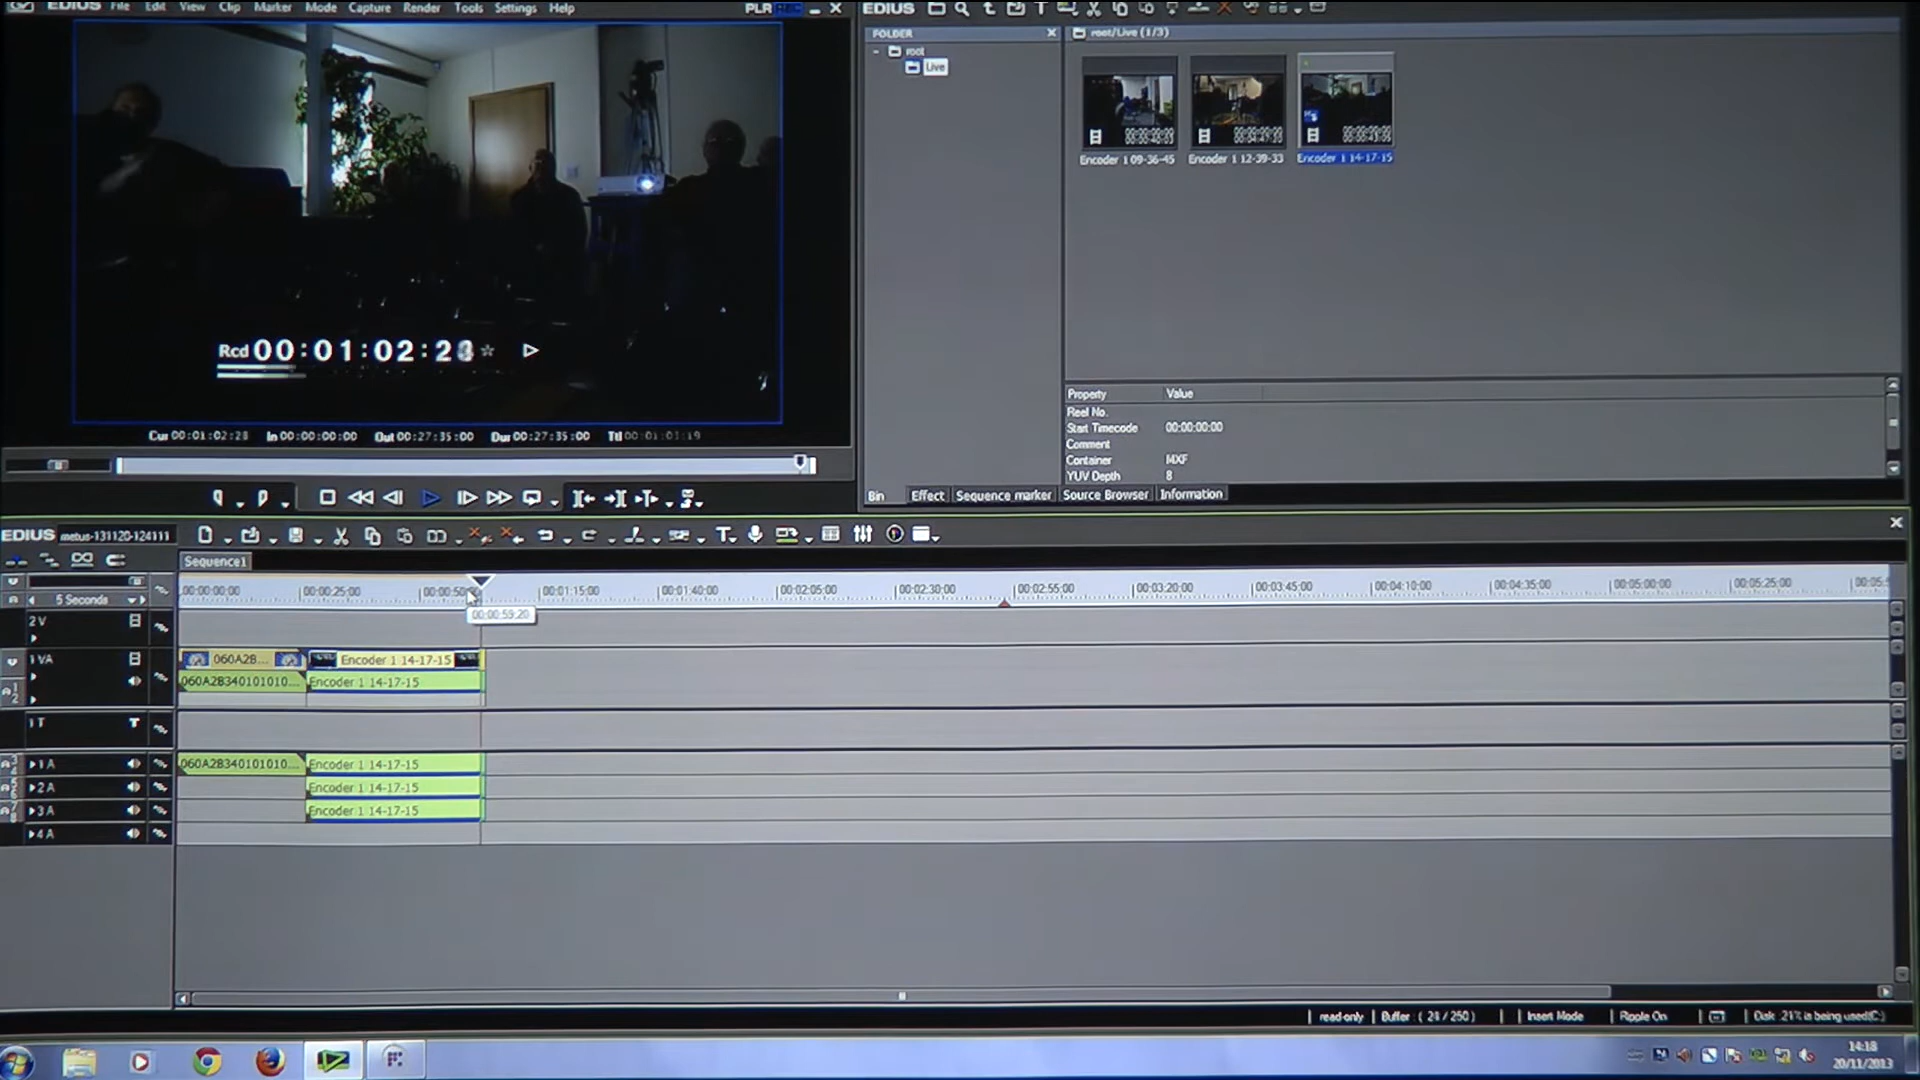 EDIUS File Edit View Clip Marker Mode Capture Render Tools Settings Help PLR REC
Rcd 00:01:02:28
Cur 00:01:02:28 In 00:00:00:00 Out 00:27:35:00 Dur 00:27:35:00 Ttl 00:01:01:19
EDIUS
FOLDER
root
Live
root/Live (1/3)
Encoder 1 09-36-45 Encoder 1 12-39-33 Encoder 1 14-17-15
Property Value
Reel No.
Start Timecode 00:00:00:00
Comment
Container MXF
YUV Depth 8
Bin Effect Sequence marker Source Browser Information
EDIUS metus-131120-124111
Sequence1
5 Seconds
00:00:00:00 00:00:25:00 00:00:50 00:01:15:00 00:01:40:00 00:02:05:00 00:02:30:00 00:02:55:00 00:03:20:00 00:03:45:00 00:04:10:00 00:04:35:00 00:05:00:00 00:05:25:00
00:00:59:20
2 V
1 VA 060A2B... Encoder 1 14-17-15
060A2B340101010... Encoder 1 14-17-15
1 T T
1 A 060A2B340101010... Encoder 1 14-17-15
2 A Encoder 1 14-17-15
3 A Encoder 1 14-17-15
4 A
read-only Buffer : ( 21 / 250) Insert Mode Ripple On Disk :21% is being used(C:)
14:18
20/11/2013